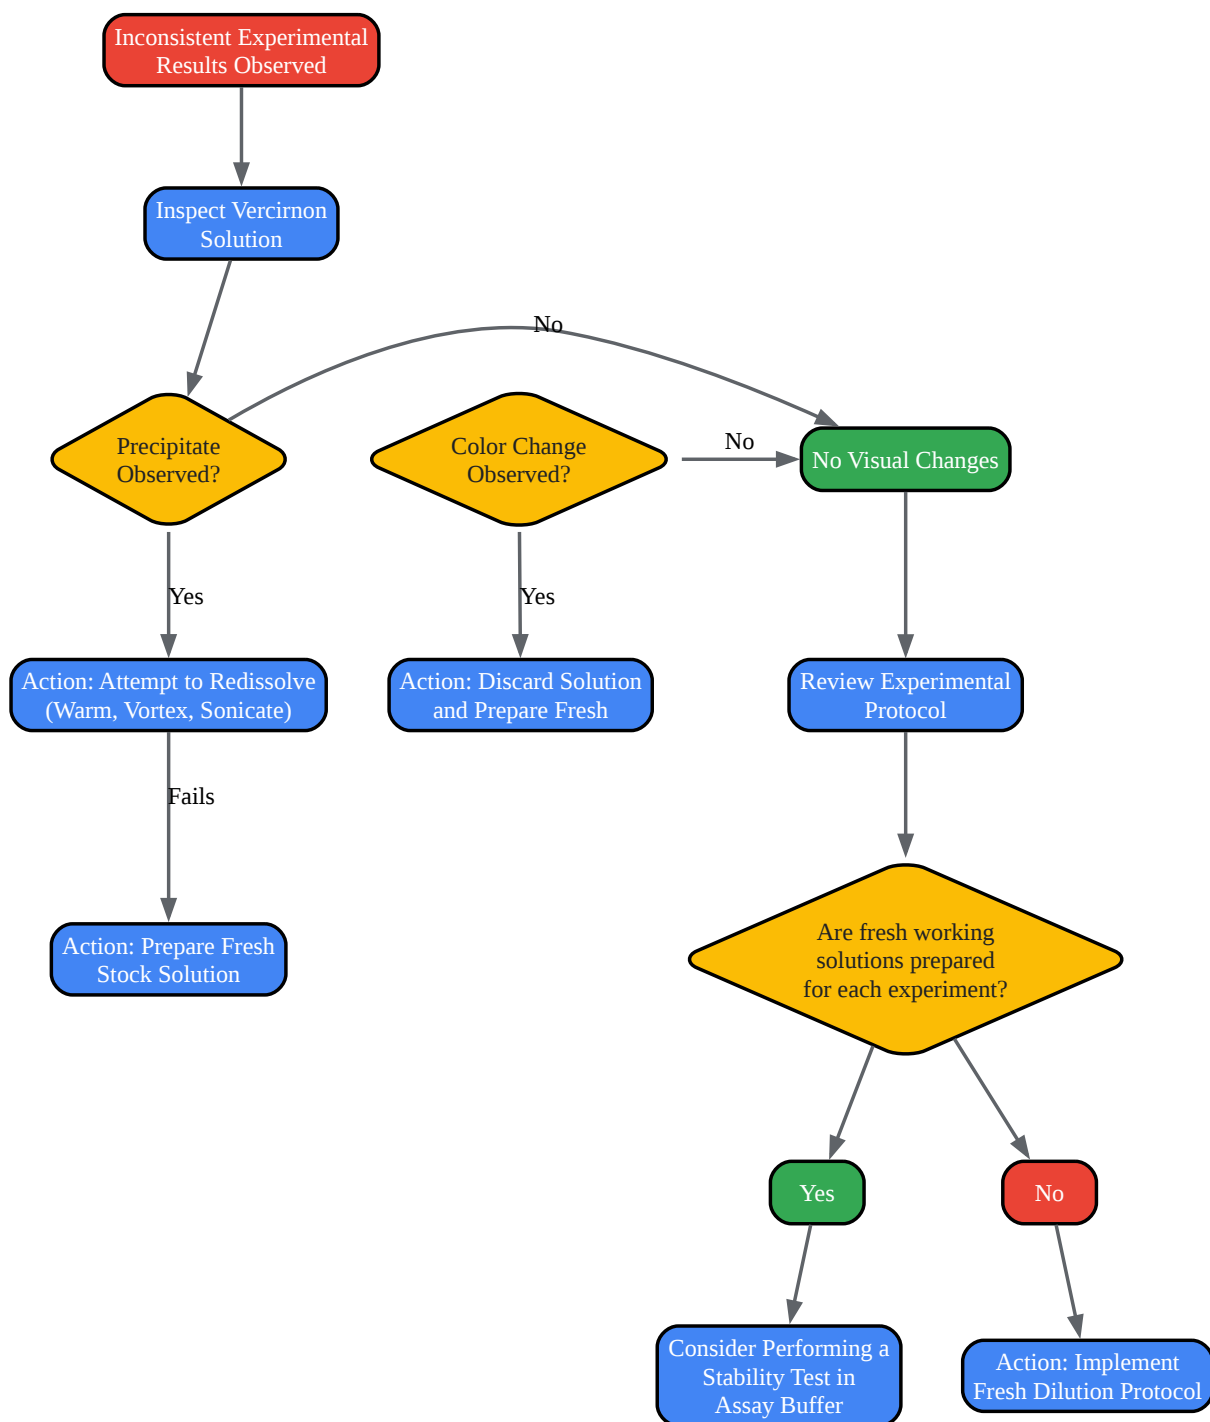 Inconsistent Experimental
Results Observed
Inspect Vercirnon
Solution
No
Precipitate
Observed?
Color Change
Observed?
No
No Visual Changes
Yes
Yes
Action: Attempt to Redissolve
(Warm, Vortex, Sonicate)
Action: Discard Solution
and Prepare Fresh
Review Experimental
Protocol
Fails
Action: Prepare Fresh
Stock Solution
Are fresh working
solutions prepared
for each experiment?
Yes
No
Consider Performing a
Stability Test in
Assay Buffer
Action: Implement
Fresh Dilution Protocol